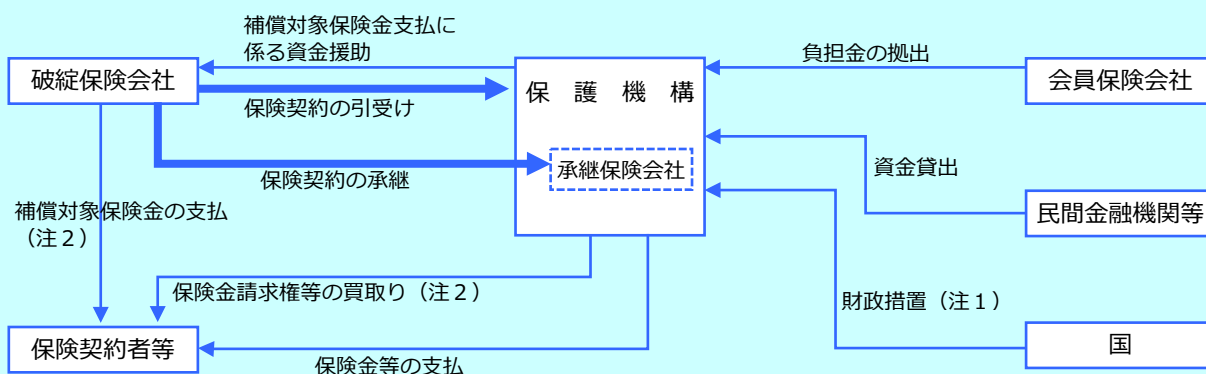 補償対象保険金支払に
係る資金援助
負担金の拠出
破綻保険会社
保護機構
会員保険会社
保険契約の引受け
承継保険会社
資金貸出
保険契約の承継
補償対象保険金の支払
（注２）
民間金融機関等
保険金請求権等の買取り（注２）
財政措置（注１）
保険契約者等
国
保険金等の支払